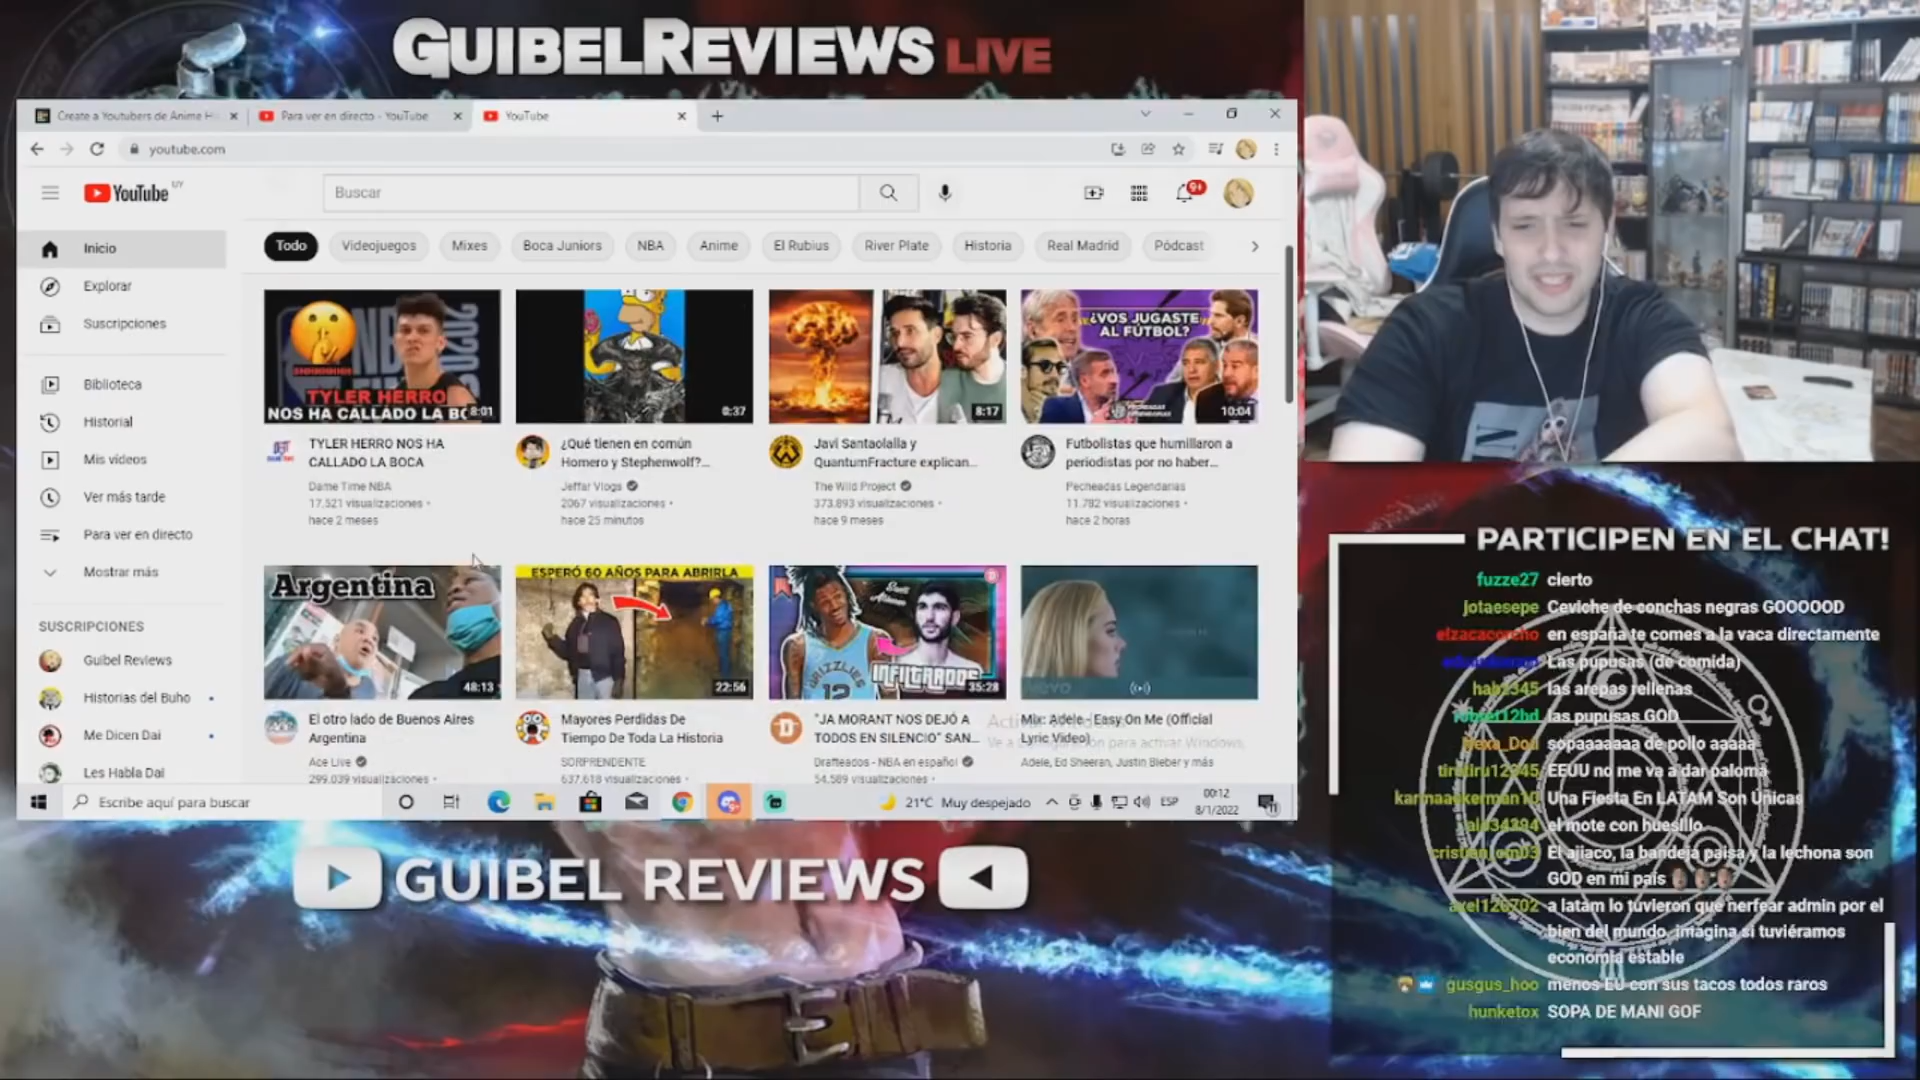 GUIBELREVIEWS LIVE
Create a Youtubers de Anime
Para ver en directo - YouTube
YouTube
youtube.com
YouTube UY
Buscar
9+
Inicio
Explorar
Suscripciones
Biblioteca
Historial
Mis vídeos
Ver más tarde
Para ver en directo
Mostrar más
SUSCRIPCIONES
Guibel Reviews
Historias del Buho
Me Dicen Dai
Les Habla Dai
Todo
Videojuegos
Mixes
Boca Juniors
NBA
Anime
El Rubius
River Plate
Historia
Real Madrid
Pódcast
TYLER HERRO
NOS HA CALLADO LA
8:01
0:37
8:17
¿VOS JUGASTE
AL FÚTBOL?
10:04
TYLER HERRO NOS HA
CALLADO LA BOCA
Dame Time NBA
17.521 visualizaciones •
hace 2 meses
¿Qué tienen en común
Homero y Stephenwolf?...
Jeffar Vlogs
2067 visualizaciones •
hace 25 minutos
Javi Santaolalla y
QuantumFracture explican...
The Wild Project
373.893 visualizaciones •
hace 9 meses
Futbolistas que humillaron a
periodistas por no haber...
Pecheadas Legendarias
11.782 visualizaciones •
hace 2 horas
Argentina
48:13
ESPERÓ 60 AÑOS PARA ABRIRLA
22:56
GRIZZLIES
12
INFILTRADOS
35:28
El otro lado de Buenos Aires
Argentina
Ace Live
299.039 visualizaciones •
Mayores Perdidas De
Tiempo De Toda La Historia
SORPRENDENTE
637.618 visualizaciones •
"JA MORANT NOS DEJÓ A
TODOS EN SILENCIO" SAN...
Drafteados - NBA en español
54.589 visualizaciones •
Mix: Adele - Easy On Me (Official
Lyric Video)
Adele, Ed Sheeran, Justin Bieber y más
Ve a Configuración para activar Windows.
Escribe aquí para buscar
21°C Muy despejado
ESP
00:12
8/1/2022
GUIBEL REVIEWS
PARTICIPEN EN EL CHAT!
fuzze27 cierto
jotaesepe Ceviche de conchas negras GOOOOOD
elzacacorcho en españa te comes a la vaca directamente
Las pupusas (de comida)
las arepas rellenas
las pupusas GOD
sopaaaaaaa de pollo aaaaa
EEUU no me va a dar paloma
karmaackerman10 Una Fiesta En LATAM Son Únicas
el mote con huesillo
El ajiaco, la bandeja paisa y la lechona son
GOD en mi país
axel126702 a latam lo tuvieron que nerfear admin por el
bien del mundo, imagina si tuviéramos
economía estable
gusgus_hoo menos EU con sus tacos todos raros
hunketox SOPA DE MANI GOF